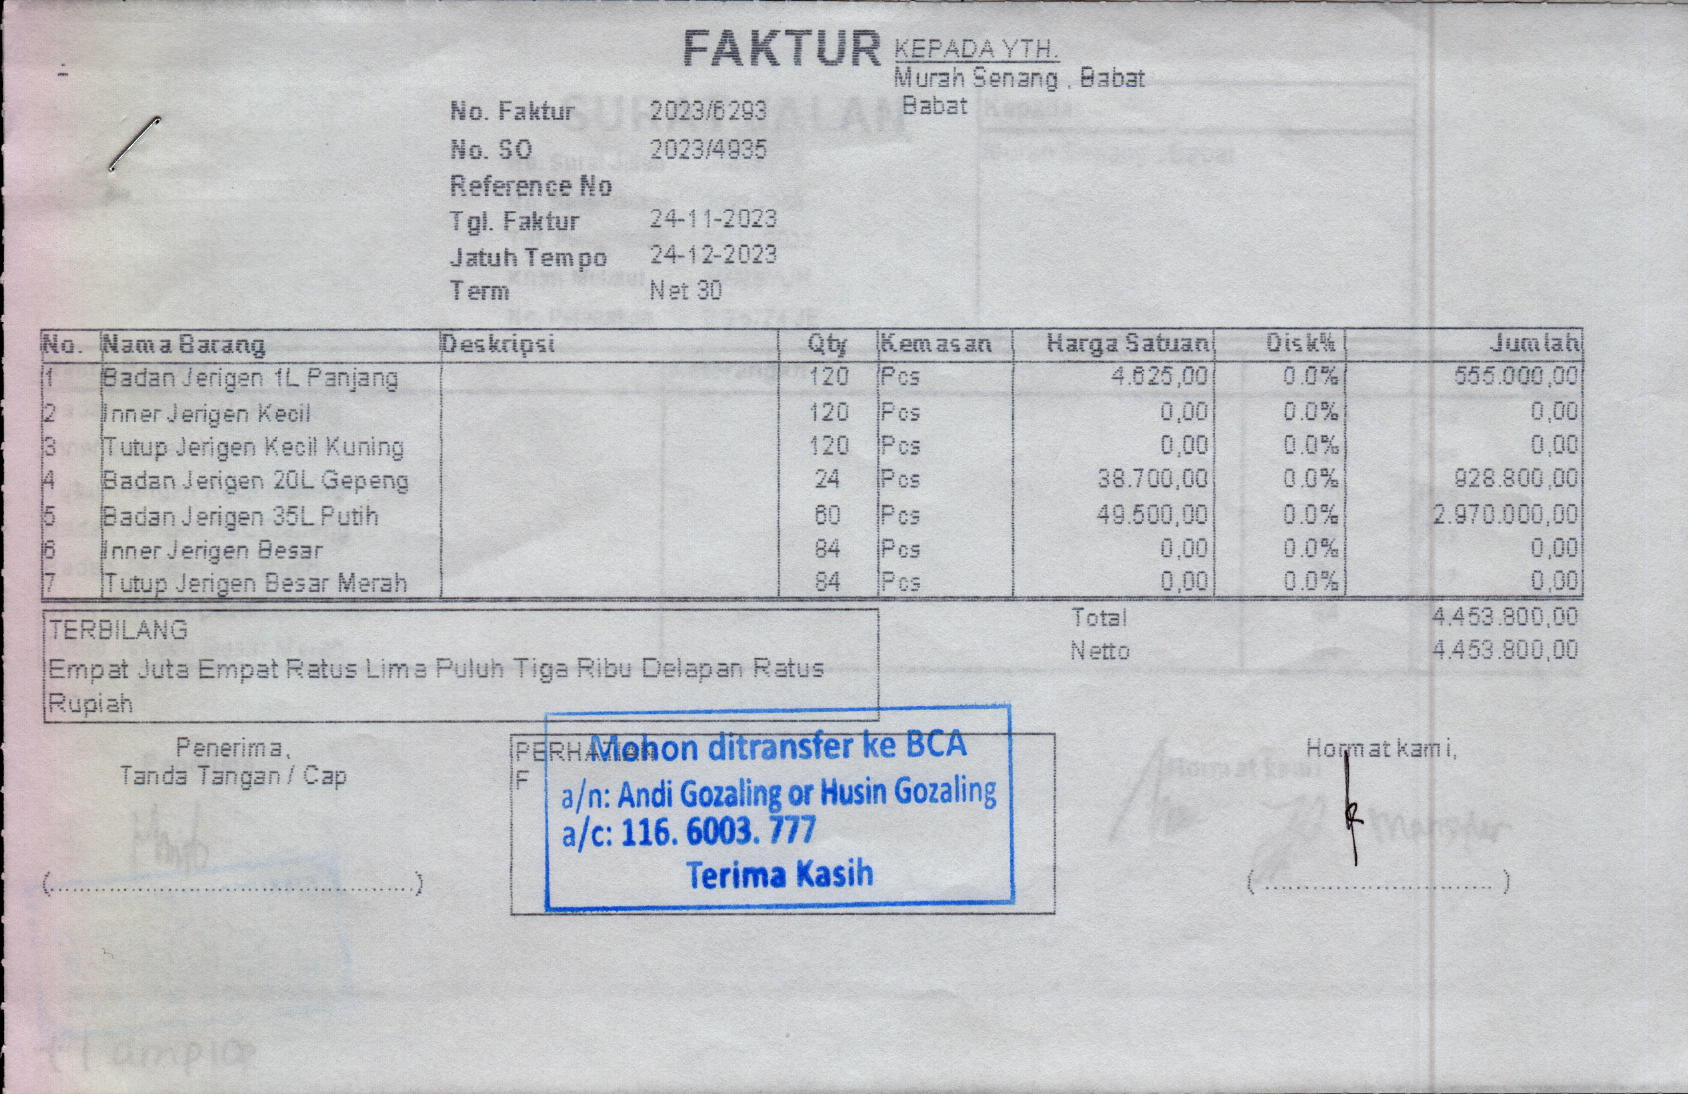 FAKTUR
KEPADA YTH.
Murah Senang , Babat
Babat
No. Faktur 2023/6293
No. SO 2023/4935
Reference No
Tgl. Faktur 24-11-2023
Jatuh Tempo 24-12-2023
Term Net 30
No. Nama Barang Deskripsi Qty Kemasan Harga Satuan Disk% Jumlah
1 Badan Jerigen 1L Panjang 120 Pcs 4.625,00 0.0% 555.000,00
2 Inner Jerigen Kecil 120 Pcs 0,00 0.0% 0,00
3 Tutup Jerigen Kecil Kuning 120 Pcs 0,00 0.0% 0,00
4 Badan Jerigen 20L Gepeng 24 Pcs 38.700,00 0.0% 928.800,00
5 Badan Jerigen 35L Putih 60 Pcs 49.500,00 0.0% 2.970.000,00
6 Inner Jerigen Besar 84 Pcs 0,00 0.0% 0,00
7 Tutup Jerigen Besar Merah 84 Pcs 0,00 0.0% 0,00
Total 4.453.800,00
Netto 4.453.800,00
TERBILANG
Empat Juta Empat Ratus Lima Puluh Tiga Ribu Delapan Ratus
Rupiah
Penerima,
Tanda Tangan / Cap
(........................................)
PERHATIAN
F
Mohon ditransfer ke BCA
a/n: Andi Gozaling or Husin Gozaling
a/c: 116. 6003. 777
Terima Kasih
Hormat kami,
(............................)